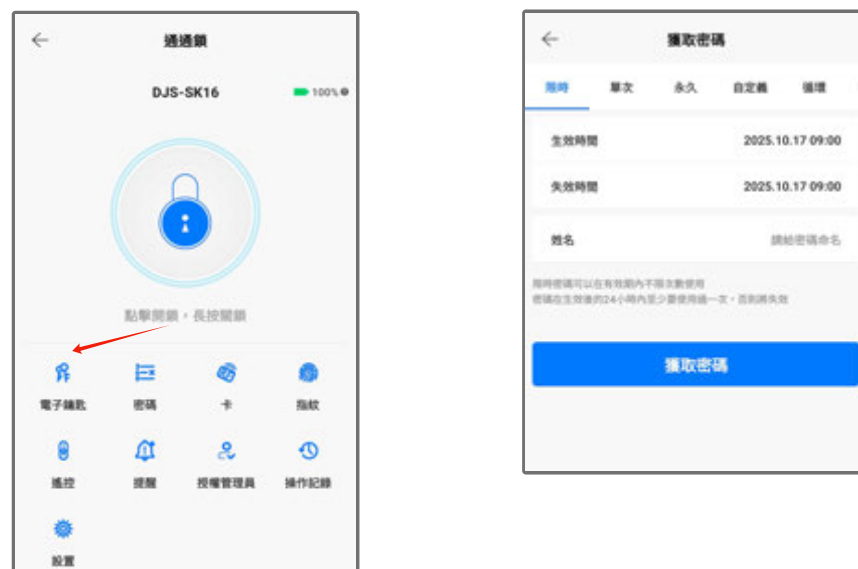 通通鎖
DJS-SK16
100%
點擊開鎖，長按關鎖
電子鑰匙
密碼
卡
指紋
遙控
提醒
授權管理員
操作記錄
設置
獲取密碼
限時
單次
永久
自定義
循環
生效時間
2025.10.17 09:00
失效時間
2025.10.17 09:00
姓名
請給密碼命名
限時密碼可以在有效期內不限次數使用
密碼在生效後的24小時內至少要使用過一次，否則將失效
獲取密碼